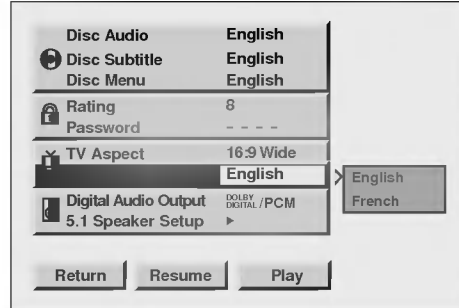 Disc Audio English
Disc Subtitle English
Disc Menu English
Rating 8
Password - - - -
TV Aspect 16:9 Wide
English
English
French
Digital Audio Output DOLBY DIGITAL /PCM
5.1 Speaker Setup ►
Return Resume Play